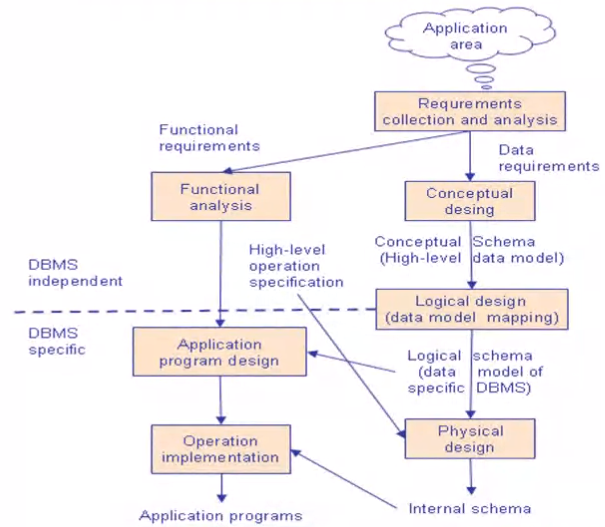 Application
area
Requrements
collection and analysis
Functional
requirements
Data
requirements
Functional
analysis
Conceptual
desing
High-level
operation
specification
Conceptual Schema
(High-level data model)
DBMS
independent
Logical design
(data model mapping)
DBMS
specific
Application
program design
Logical schema
(data model of
specific DBMS)
Operation
implementation
Physical
design
Application programs
Internal schema